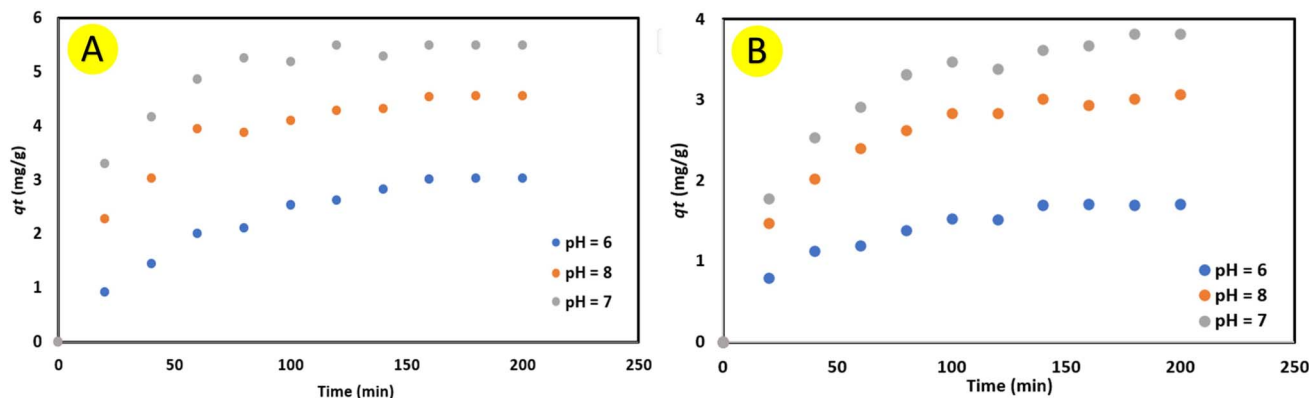 A
qt (mg/g)
6
5
4
3
2
1
0
0 50 100 150 200 250
Time (min)
pH = 6
pH = 8
pH = 7
B
qt (mg/g)
4
3
2
1
0
0 50 100 150 200 250
Time (min)
pH = 6
pH = 8
pH = 7